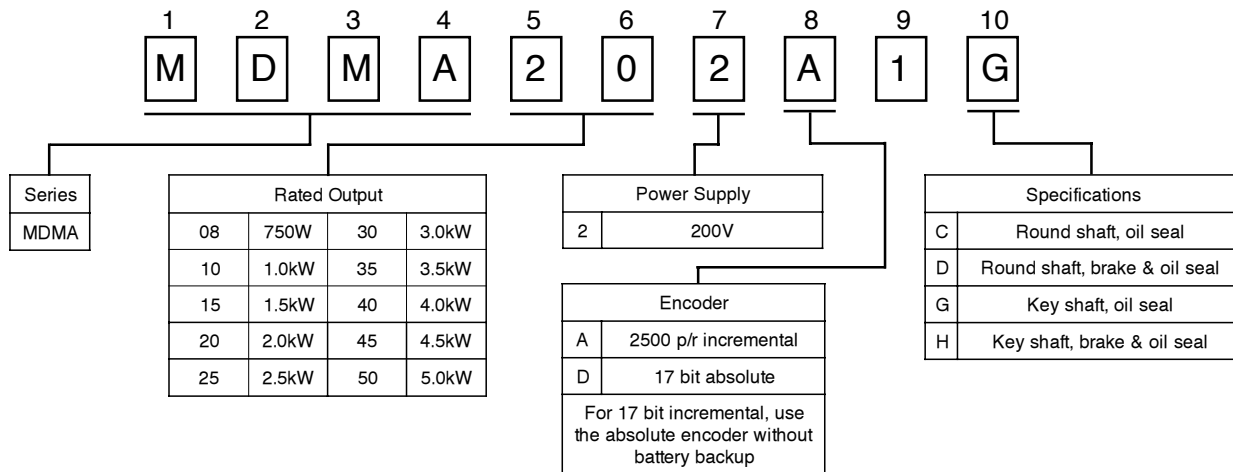 1 2 3 4 5 6 7 8 9 10
M D M A 2 0 2 A 1 G
Series
MDMA
Rated Output
08 750W 30 3.0kW
10 1.0kW 35 3.5kW
15 1.5kW 40 4.0kW
20 2.0kW 45 4.5kW
25 2.5kW 50 5.0kW
Power Supply
2 200V
Encoder
A 2500 p/r incremental
D 17 bit absolute
For 17 bit incremental, use
the absolute encoder without
battery backup
Specifications
C Round shaft, oil seal
D Round shaft, brake & oil seal
G Key shaft, oil seal
H Key shaft, brake & oil seal